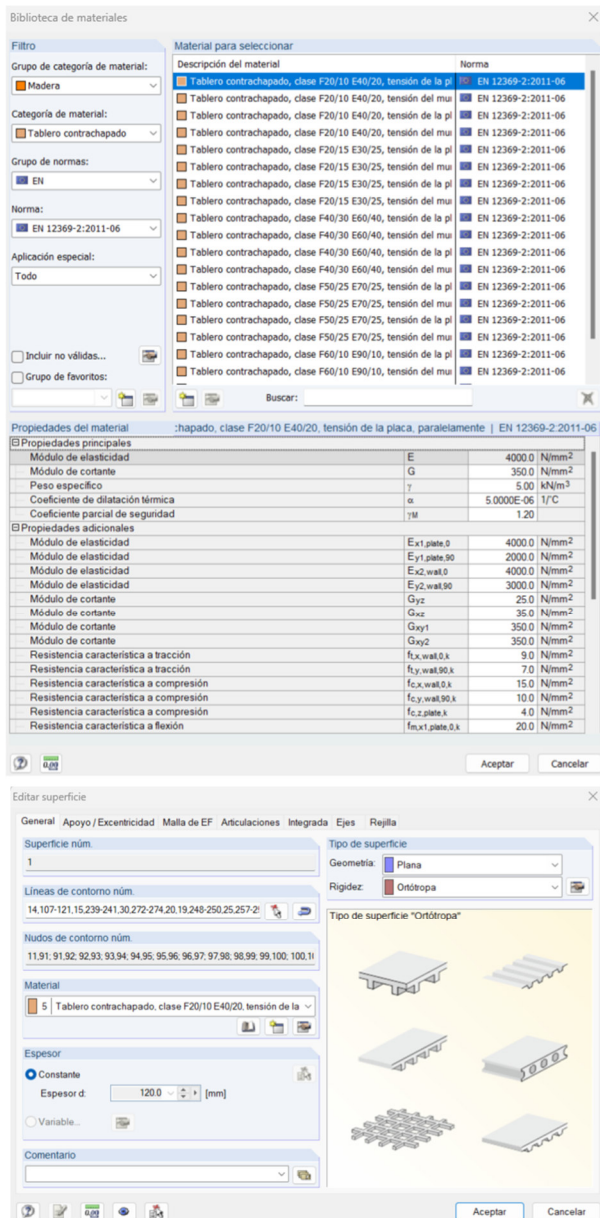 Biblioteca de materiales
Filtro
Grupo de categoría de material:
Madera
Categoría de material:
Tablero contrachapado
Grupo de normas:
EN
Norma:
EN 12369-2:2011-06
Aplicación especial:
Todo
Incluir no válidas...
Grupo de favoritos:
Material para seleccionar
Descripción del material Norma
Tablero contrachapado, clase F20/10 E40/20, tensión de la pl EN 12369-2:2011-06
Tablero contrachapado, clase F20/10 E40/20, tensión del mur EN 12369-2:2011-06
Tablero contrachapado, clase F20/10 E40/20, tensión de la pl EN 12369-2:2011-06
Tablero contrachapado, clase F20/10 E40/20, tensión del mur EN 12369-2:2011-06
Tablero contrachapado, clase F20/15 E30/25, tensión de la pl EN 12369-2:2011-06
Tablero contrachapado, clase F20/15 E30/25, tensión del mur EN 12369-2:2011-06
Tablero contrachapado, clase F20/15 E30/25, tensión de la pl EN 12369-2:2011-06
Tablero contrachapado, clase F20/15 E30/25, tensión del mur EN 12369-2:2011-06
Tablero contrachapado, clase F40/30 E60/40, tensión de la pl EN 12369-2:2011-06
Tablero contrachapado, clase F40/30 E60/40, tensión del mur EN 12369-2:2011-06
Tablero contrachapado, clase F40/30 E60/40, tensión de la pl EN 12369-2:2011-06
Tablero contrachapado, clase F40/30 E60/40, tensión del mur EN 12369-2:2011-06
Tablero contrachapado, clase F50/25 E70/25, tensión de la pl EN 12369-2:2011-06
Tablero contrachapado, clase F50/25 E70/25, tensión del mur EN 12369-2:2011-06
Tablero contrachapado, clase F50/25 E70/25, tensión de la pl EN 12369-2:2011-06
Tablero contrachapado, clase F50/25 E70/25, tensión del mur EN 12369-2:2011-06
Tablero contrachapado, clase F60/10 E90/10, tensión de la pl EN 12369-2:2011-06
Tablero contrachapado, clase F60/10 E90/10, tensión del mur EN 12369-2:2011-06
Buscar:
Propiedades del material :hapado, clase F20/10 E40/20, tensión de la placa, paralelamente | EN 12369-2:2011-06
Propiedades principales
Módulo de elasticidad E 4000.0 N/mm2
Módulo de cortante G 350.0 N/mm2
Peso específico γ 5.00 kN/m3
Coeficiente de dilatación térmica α 5.0000E-06 1/°C
Coeficiente parcial de seguridad γM 1.20
Propiedades adicionales
Módulo de elasticidad Ex1,plate,0 4000.0 N/mm2
Módulo de elasticidad Ey1,plate,90 2000.0 N/mm2
Módulo de elasticidad Ex2,wall,0 4000.0 N/mm2
Módulo de elasticidad Ey2,wall,90 3000.0 N/mm2
Módulo de cortante Gyz 25.0 N/mm2
Módulo de cortante Gxz 35.0 N/mm2
Módulo de cortante Gxy1 350.0 N/mm2
Módulo de cortante Gxy2 350.0 N/mm2
Resistencia característica a tracción ft,x,wall,0,k 9.0 N/mm2
Resistencia característica a tracción ft,y,wall,90,k 7.0 N/mm2
Resistencia característica a compresión fc,x,wall,0,k 15.0 N/mm2
Resistencia característica a compresión fc,y,wall,90,k 10.0 N/mm2
Resistencia característica a compresión fc,z,plate,k 4.0 N/mm2
Resistencia característica a flexión fm,x1,plate,0,k 20.0 N/mm2
Aceptar Cancelar
Editar superficie
General Apoyo / Excentricidad Malla de EF Articulaciones Integrada Ejes Rejilla
Superficie núm.
1
Líneas de contorno núm.
14,107-121,15,239-241,30,272-274,20,19,248-250,25,257-2
Nudos de contorno núm.
11,91; 91,92; 92,93; 93,94; 94,95; 95,96; 96,97; 97,98; 98,99; 99,100; 100,1
Material
5 Tablero contrachapado, clase F20/10 E40/20, tensión de la
Espesor
Constante
Espesor d: 120.0 [mm]
Variable...
Comentario
Tipo de superficie
Geometría: Plana
Rigidez: Ortótropa
Tipo de superficie "Ortótropa"
Aceptar Cancelar